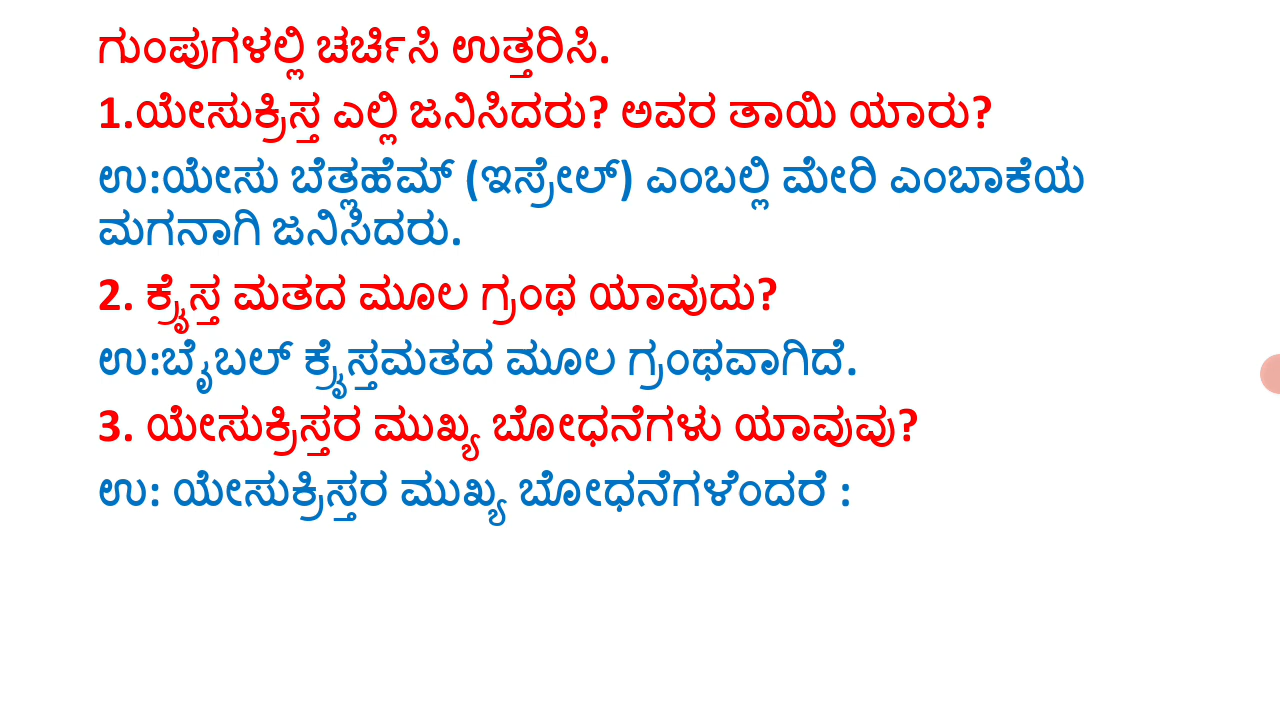 ಗುಂಪುಗಳಲ್ಲಿ ಚರ್ಚಿಸಿ ಉತ್ತರಿಸಿ.
1.ಯೇಸುಕ್ರಿಸ್ತ ಎಲ್ಲಿ ಜನಿಸಿದರು? ಅವರ ತಾಯಿ ಯಾರು?
ಉ:ಯೇಸು ಬೆತ್ಲಹೆಮ್ (ಇಸ್ರೇಲ್) ಎಂಬಲ್ಲಿ ಮೇರಿ ಎಂಬಾಕೆಯ
ಮಗನಾಗಿ ಜನಿಸಿದರು.
2. ಕ್ರೈಸ್ತ ಮತದ ಮೂಲ ಗ್ರಂಥ ಯಾವುದು?
ಉ:ಬೈಬಲ್ ಕ್ರೈಸ್ತಮತದ ಮೂಲ ಗ್ರಂಥವಾಗಿದೆ.
3. ಯೇಸುಕ್ರಿಸ್ತರ ಮುಖ್ಯ ಬೋಧನೆಗಳು ಯಾವುವು?
ಉ: ಯೇಸುಕ್ರಿಸ್ತರ ಮುಖ್ಯ ಬೋಧನೆಗಳೆಂದರೆ :